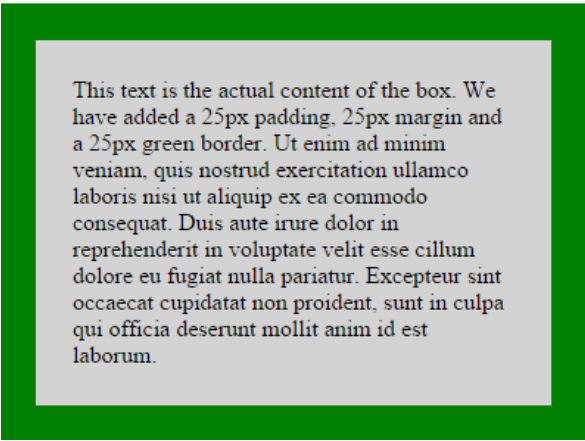 This text is the actual content of the box. We
have added a 25px padding, 25px margin and
a 25px green border. Ut enim ad minim
veniam, quis nostrud exercitation ullamco
laboris nisi ut aliquip ex ea commodo
consequat. Duis aute irure dolor in
reprehenderit in voluptate velit esse cillum
dolore eu fugiat nulla pariatur. Excepteur sint
occaecat cupidatat non proident, sunt in culpa
qui officia deserunt mollit anim id est
laborum.